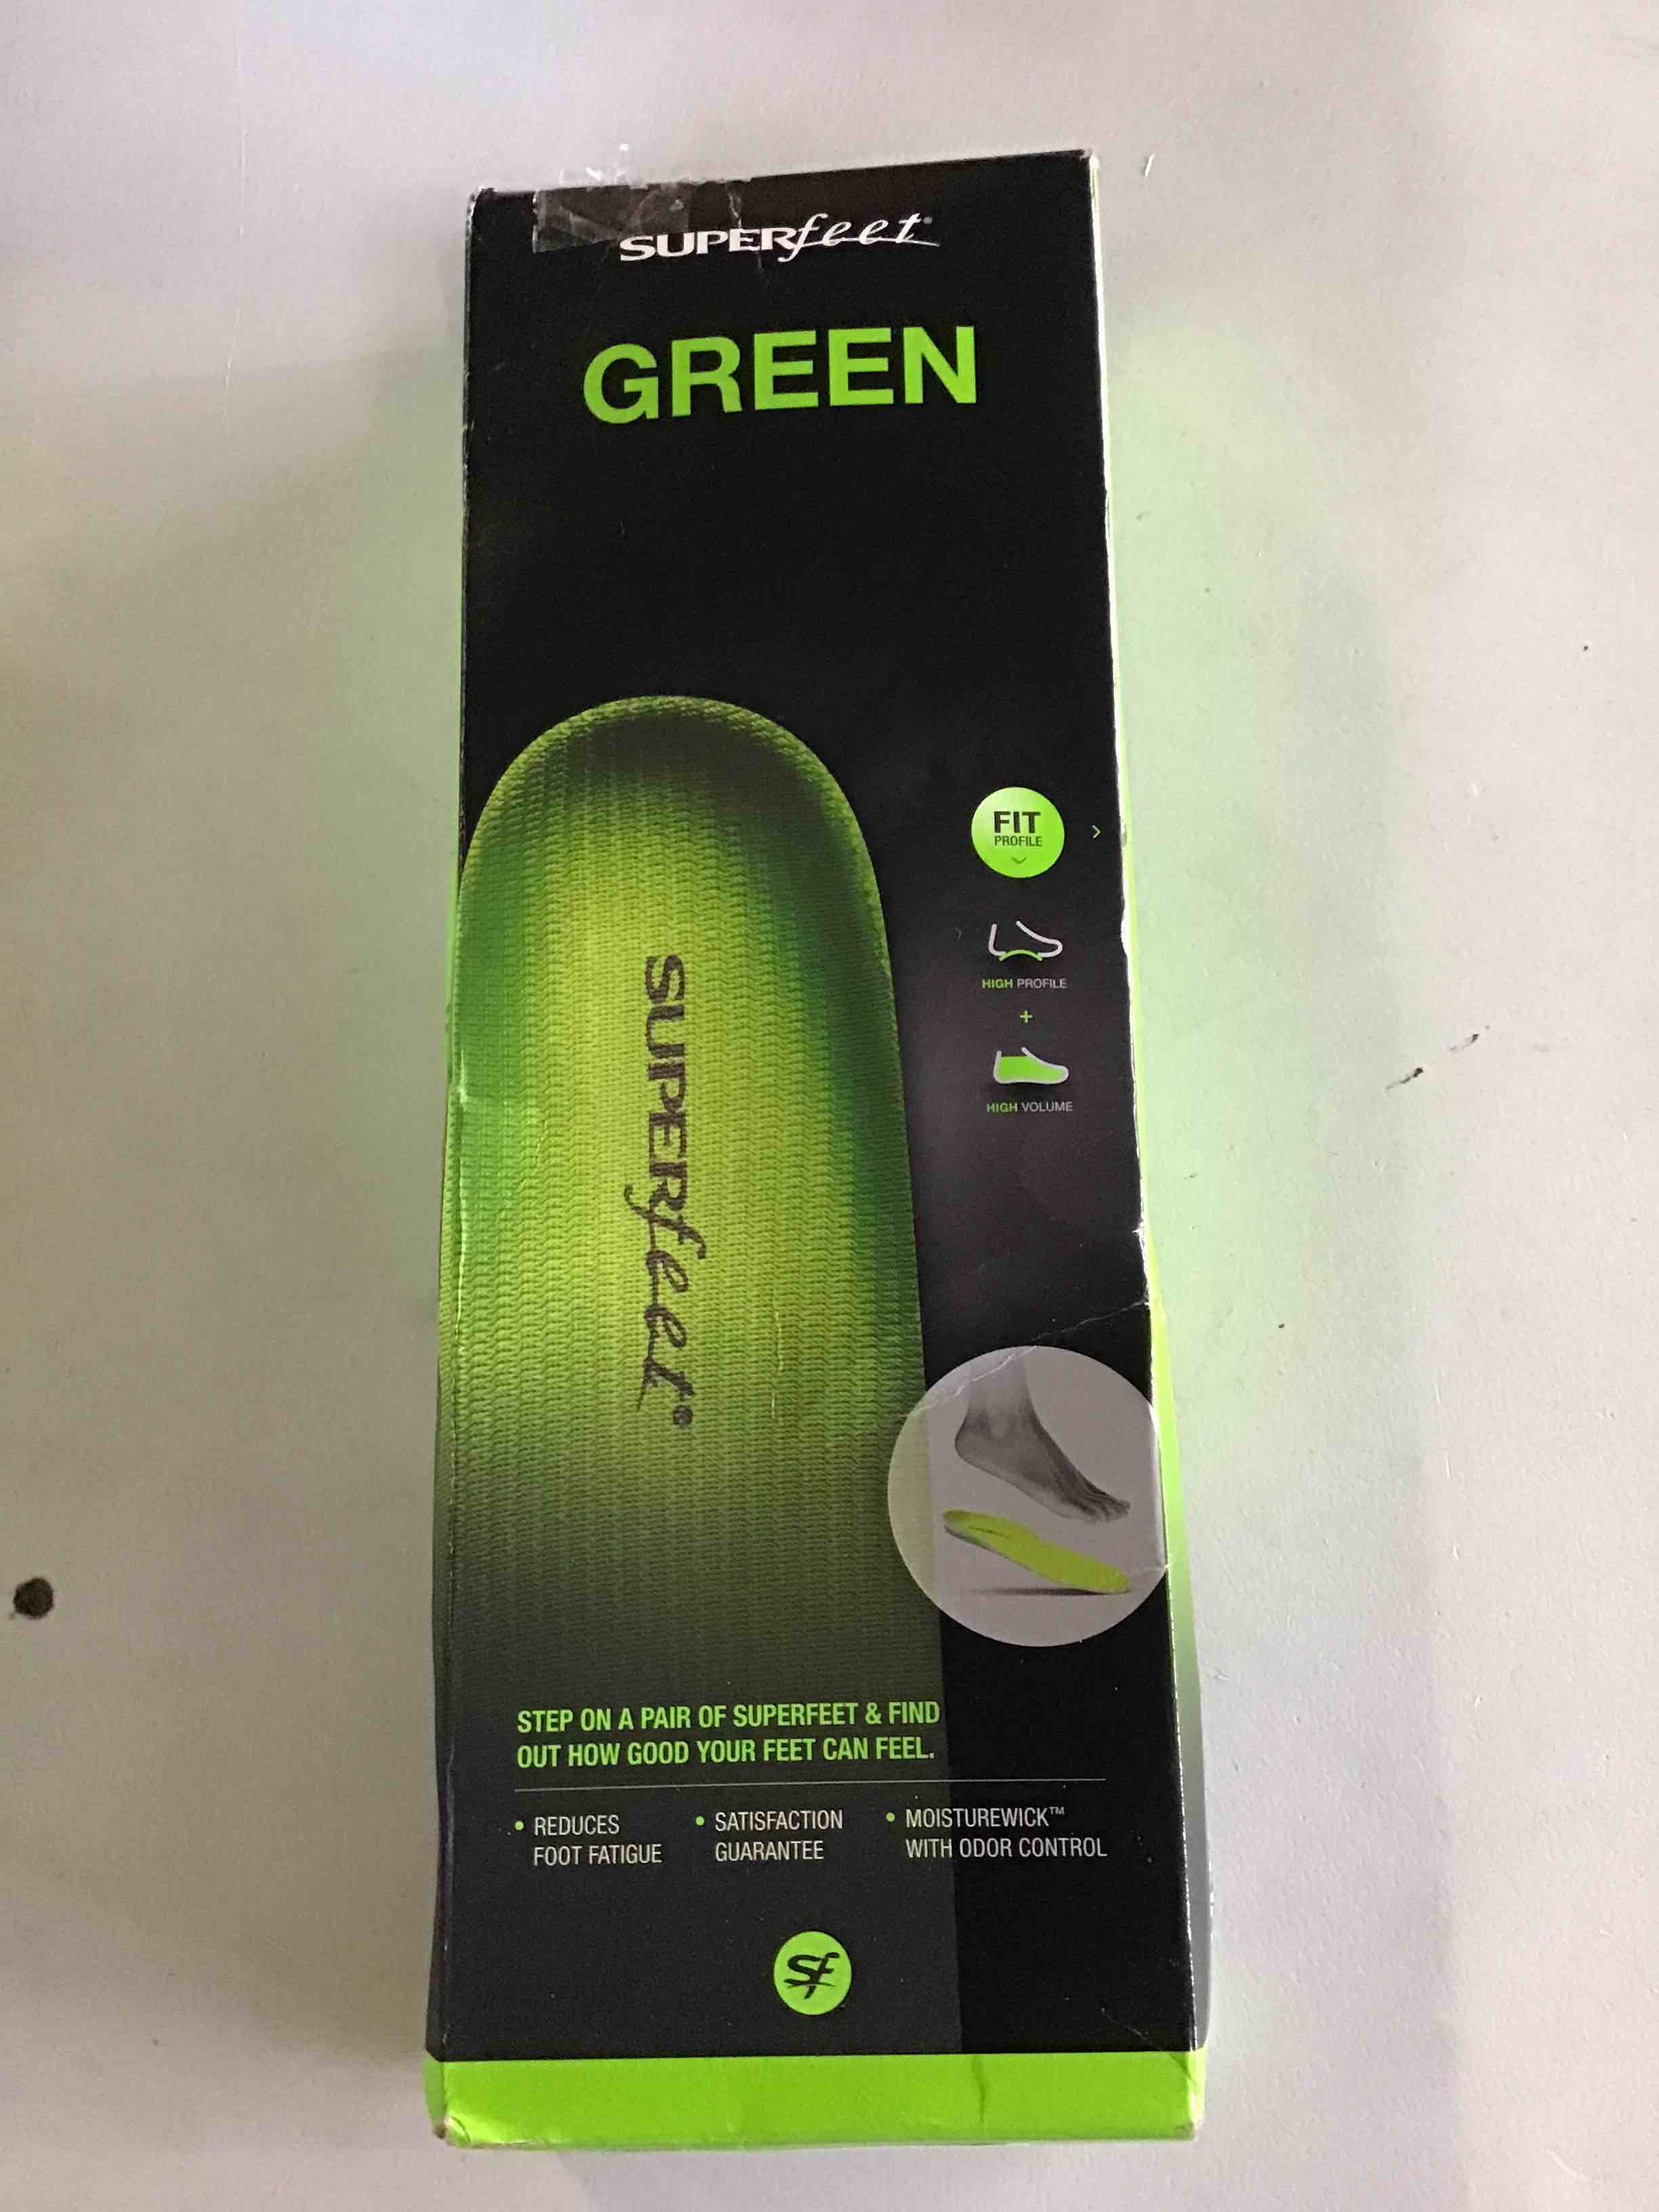 SUPERfeet®
GREEN
FIT
PROFILE
HIGH PROFILE
+
HIGH VOLUME
SUPERfeet®
STEP ON A PAIR OF SUPERFEET & FIND
OUT HOW GOOD YOUR FEET CAN FEEL.
• REDUCES
FOOT FATIGUE
• SATISFACTION
GUARANTEE
• MOISTUREWICK™
WITH ODOR CONTROL
sf